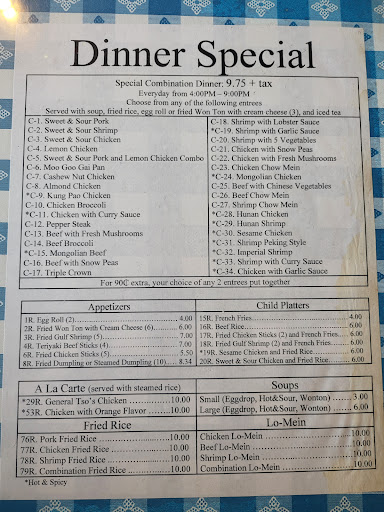 Dinner Special
Special Combination Dinner: 9.75 + tax
Everyday from 4:00PM – 9:00PM
Choose from any of the following entrees
Served with soup, fried rice, egg roll or fried Won Ton with cream cheese (3), and iced tea
C-1. Sweet & Sour Pork
C-2. Sweet & Sour Shrimp
C-3. Sweet & Sour Chicken
C-4. Lemon Chicken
C-5. Sweet & Sour Pork and Lemon Chicken Combo
C-6. Moo Goo Gai Pan
C-7. Cashew Nut Chicken
C-8. Almond Chicken
*C-9. Kung Pao Chicken
C-10. Chicken Broccoli
*C-11. Chicken with Curry Sauce
C-12. Pepper Steak
C-13. Beef with Fresh Mushrooms
C-14. Beef Broccoli
*C-15. Mongolian Beef
C-16. Beef with Snow Peas
C-17. Triple Crown
C-18. Shrimp with Lobster Sauce
*C-19. Shrimp with Garlic Sauce
C-20. Shrimp with 5 Vegetables
C-21. Chicken with Snow Peas
C-22. Chicken with Fresh Mushrooms
C-23. Chicken Chow Mein
*C-24. Mongolian Chicken
C-25. Beef with Chinese Vegetables
C-26. Beef Chow Mein
C-27. Shrimp Chow Mein
*C-28. Hunan Chicken
*C-29. Hunan Shrimp
*C-30. Sesame Chicken
*C-31. Shrimp Peking Style
*C-32. Imperial Shrimp
*C-33. Shrimp with Curry Sauce
*C-34. Chicken with Garlic Sauce
For 90C extra, your choice of any 2 entrees put together
Appetizers
1R. Egg Roll (2) 4.00
2R. Fried Won Ton with Cream Cheese (6) 6.00
3R. Fried Gulf Shrimp (5) 7.00
4R. Teriyaki Beef Sticks (4) 7.00
6R. Fried Chicken Sticks (5) 5.50
8R. Fried Dumpling or Steamed Dumpling (10) 8.34
Child Platters
15R. French Fries 4.00
16R. Beef Rice 6.00
17R. Fried Chicken Sticks (2) and French Fries 6.00
18R. Fried Gulf Shrimp (2) and French Fries 6.00
*19R. Sesame Chicken and Fried Rice 6.00
20R. Sweet & Sour Chicken and Fried Rice 6.00
A La Carte (served with steamed rice)
*29R. General Tso's Chicken 10.00
*53R. Chicken with Orange Flavor 10.00
Soups
Small (Eggdrop, Hot&Sour, Wonton) 3.00
Large (Eggdrop, Hot&Sour, Wonton) 6.00
Fried Rice
76R. Pork Fried Rice 10.00
77R. Chicken Fried Rice 10.00
78R. Shrimp Fried Rice 10.00
79R. Combination Fried Rice 10.00
*Hot & Spicy
Lo-Mein
Chicken Lo-Mein 10.00
Beef Lo-Mein 10.00
Shrimp Lo-Mein 10.00
Combination Lo-Mein 10.00